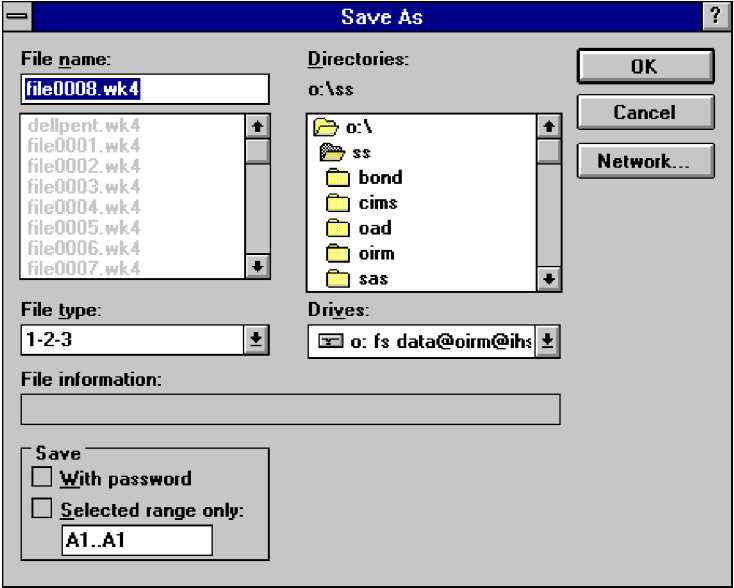 Save As
?
File name:
file0008.wk4
dellpent.wk4
file0001.wk4
file0002.wk4
file0003.wk4
file0004.wk4
file0005.wk4
file0006.wk4
file0007.wk4
File type:
1-2-3
Directories:
o:\ss
o:\
ss
bond
cims
oad
oirm
sas
Drives:
o: fs data@oirm@ihs
OK
Cancel
Network...
File information:
Save
With password
Selected range only:
A1..A1